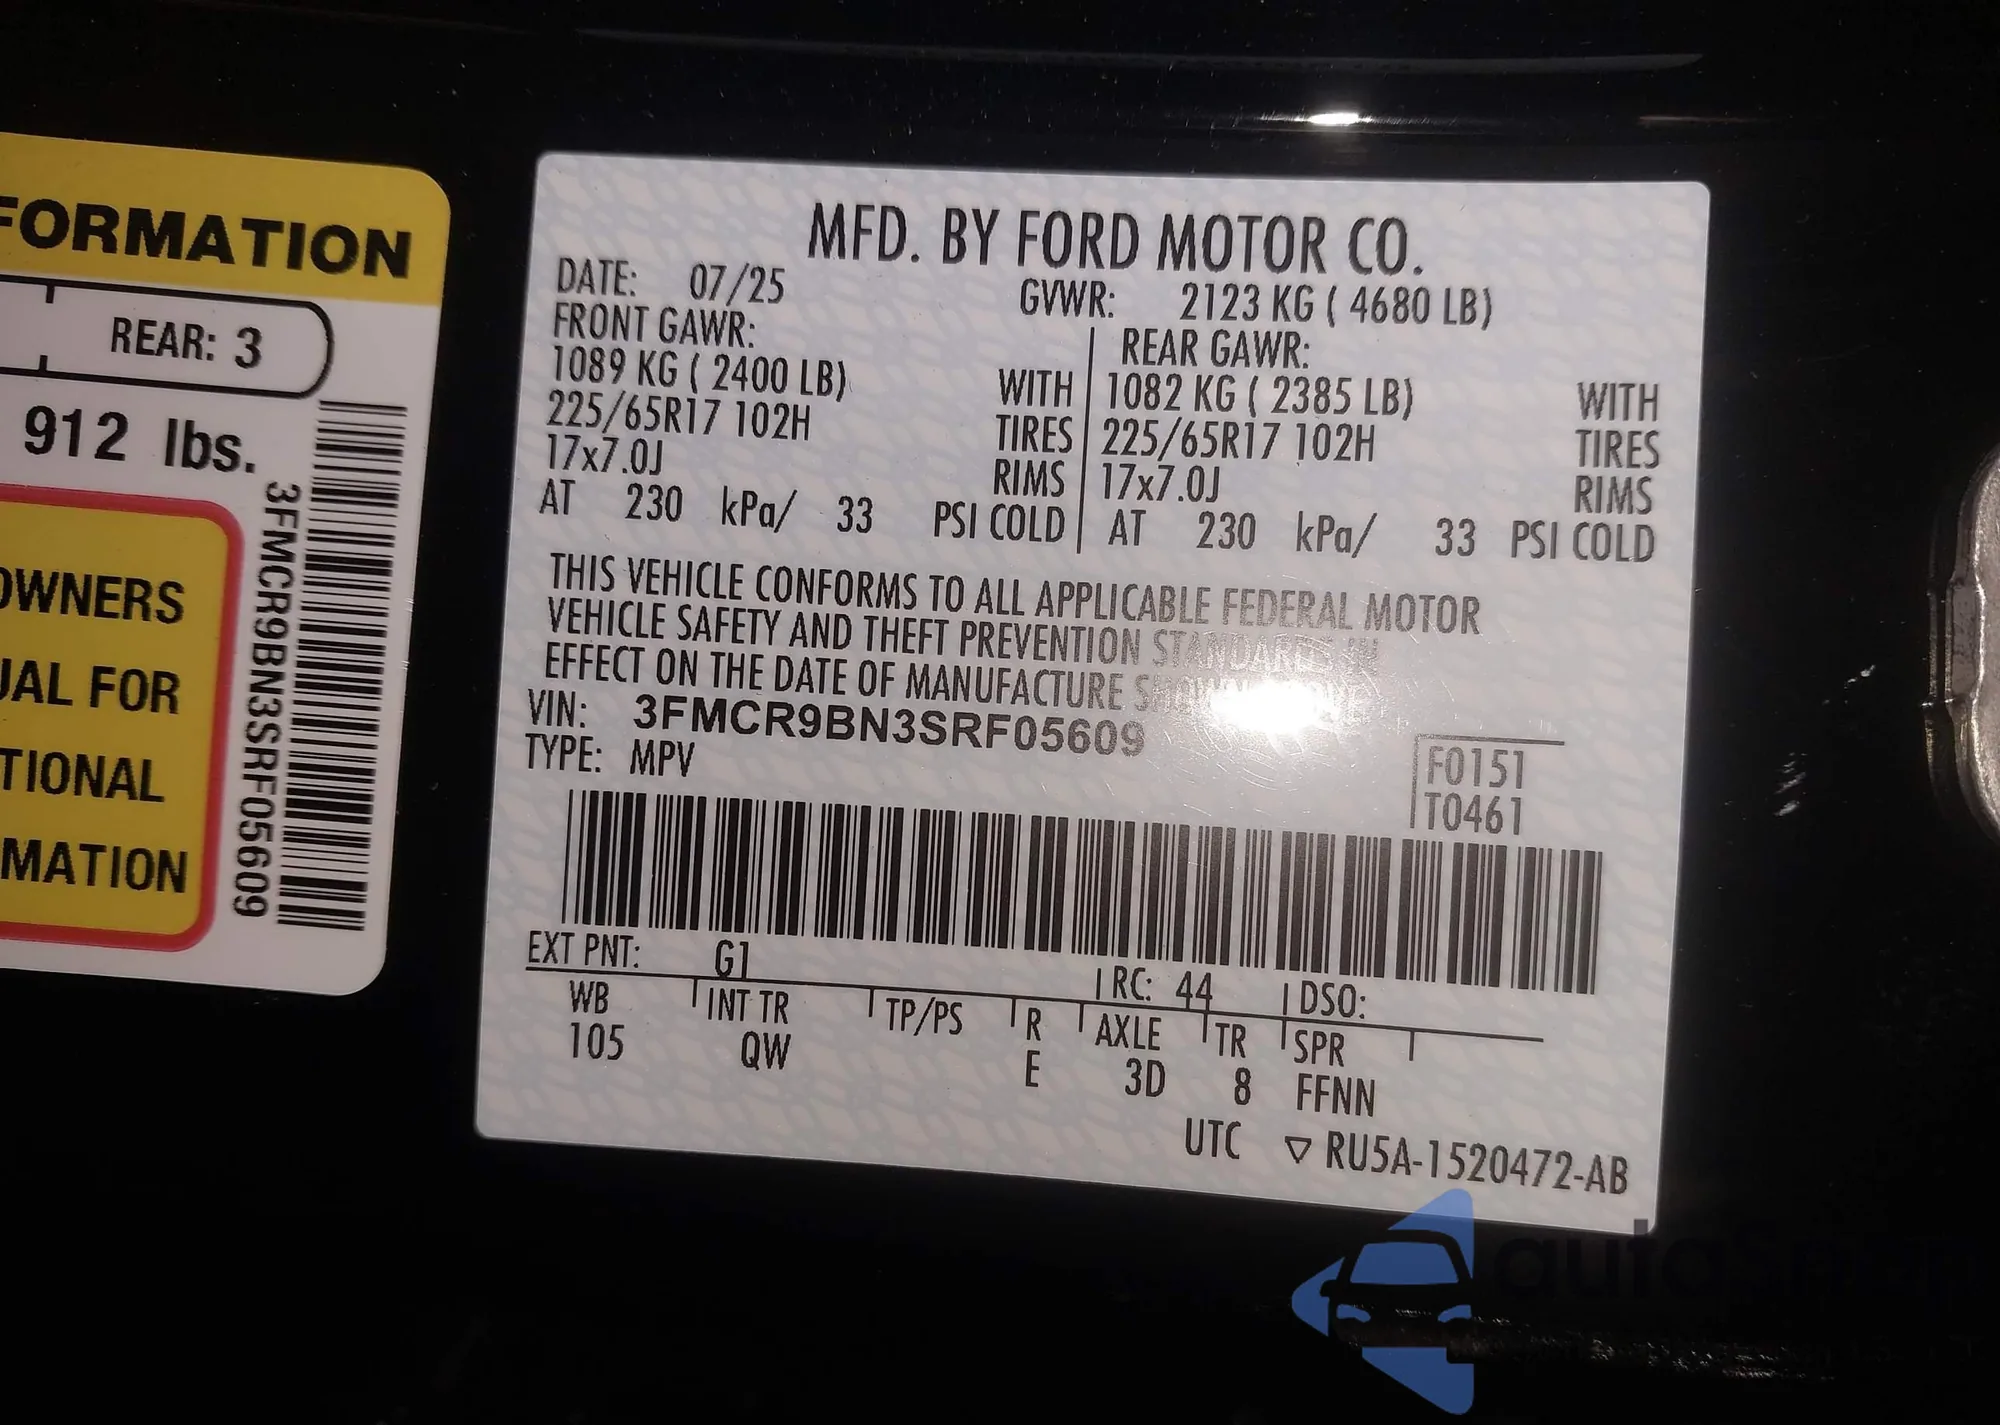 FORMATION
REAR: 3
912 lbs.
3FMCR9BN3SRF05609
OWNERS
UAL FOR
TIONAL
MATION
MFD. BY FORD MOTOR CO.
DATE: 07/25 GVWR: 2123 KG ( 4680 LB)
FRONT GAWR: REAR GAWR:
1089 KG ( 2400 LB) WITH 1082 KG ( 2385 LB) WITH
225/65R17 102H TIRES 225/65R17 102H TIRES
17x7.0J RIMS 17x7.0J RIMS
AT 230 kPa/ 33 PSI COLD AT 230 kPa/ 33 PSI COLD
THIS VEHICLE CONFORMS TO ALL APPLICABLE FEDERAL MOTOR
VEHICLE SAFETY AND THEFT PREVENTION STANDARDS IN
EFFECT ON THE DATE OF MANUFACTURE
VIN: 3FMCR9BN3SRF05609
TYPE: MPV
F0151
T0461
EXT PNT: G1 RC: 44 DSO:
WB INT TR TP/PS R AXLE TR SPR
105 QW E 3D 8 FFNN
UTC ▽ RU5A-1520472-AB